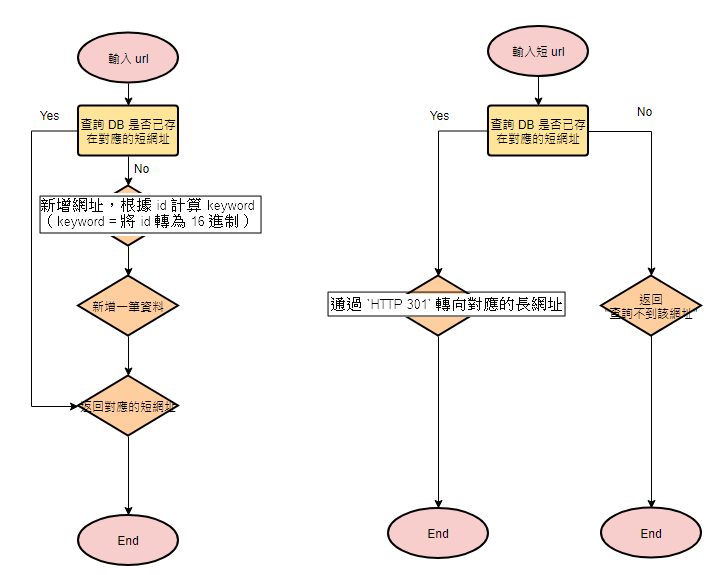 輸入 url
Yes
查詢 DB 是否已存
在對應的短網址
No
新增網址，根據 id 計算 keyword
（keyword = 將 id 轉為 16 進制）
新增一筆資料
返回對應的短網址
End
輸入短 url
Yes
查詢 DB 是否已存
在對應的短網址
No
通過 `HTTP 301` 轉向對應的長網址
返回
"查詢不到該網址"
End
End